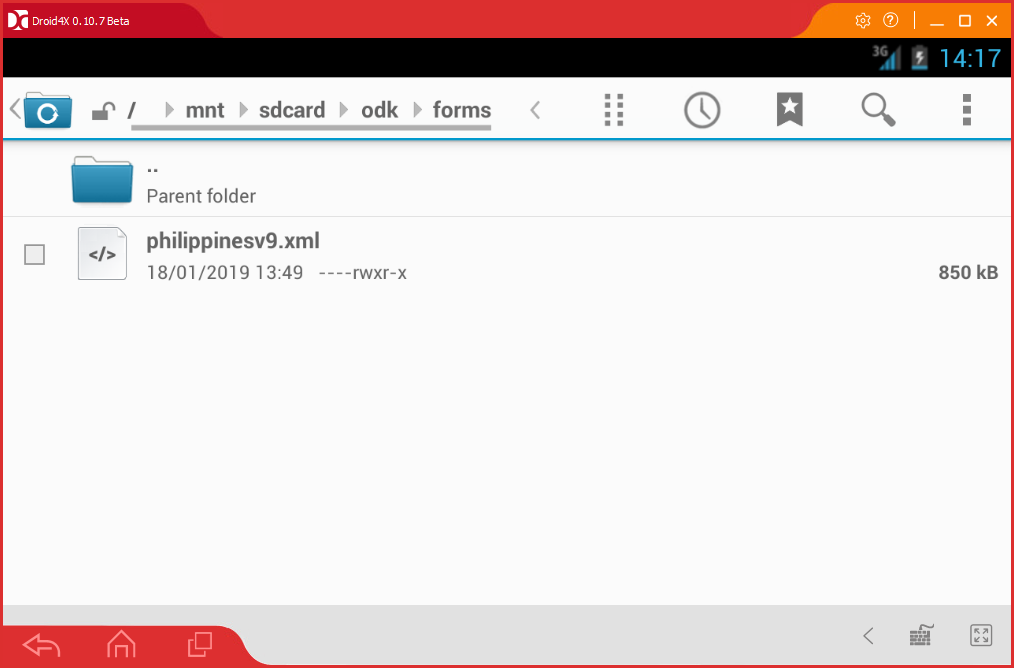 Droid4X 0.10.7 Beta
3G 14:17
/ mnt sdcard odk forms
..
Parent folder
</>
philippinesv9.xml
18/01/2019 13:49 ----rwxr-x 850 kB